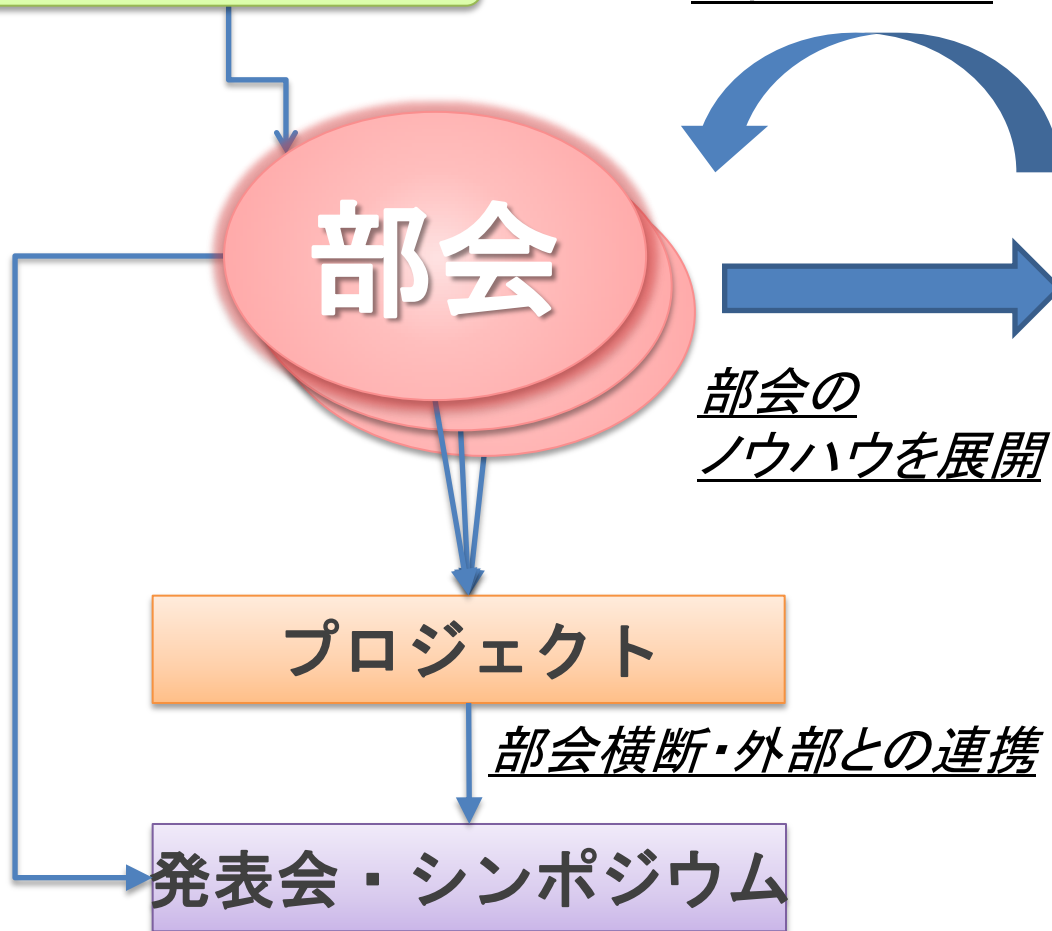 部会
部会の
ノウハウを展開
プロジェクト
部会横断・外部との連携
発表会・シンポジウム